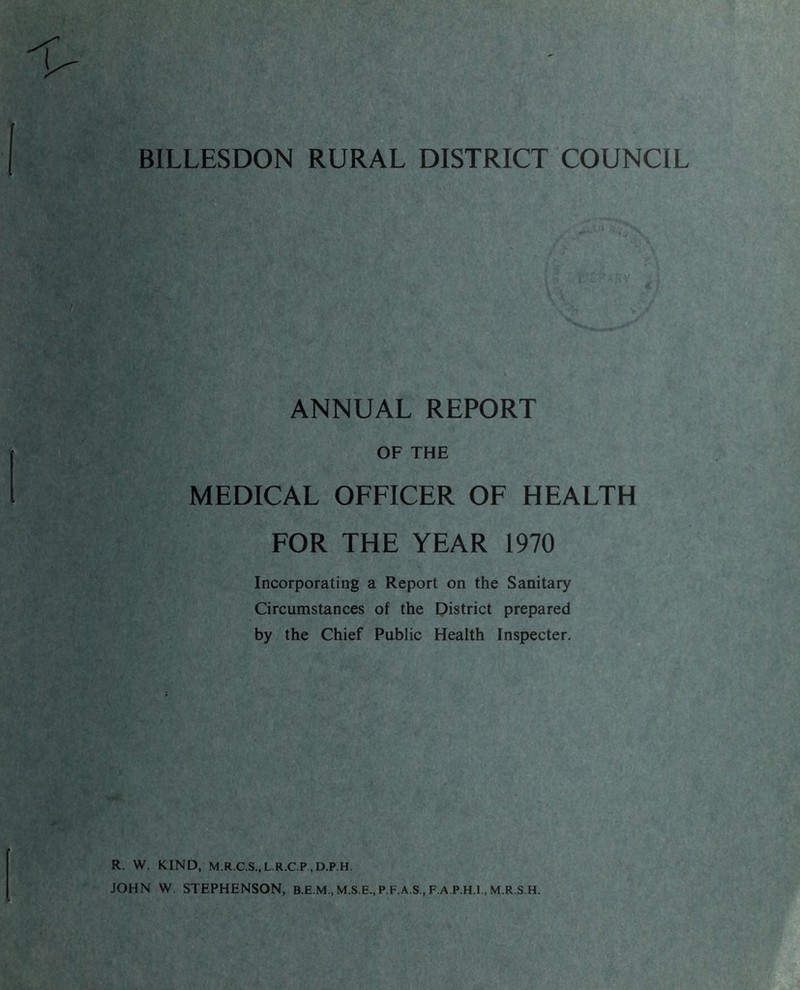 BILLESDON RURAL DISTRICT COUNCIL
ANNUAL REPORT
OF THE
MEDICAL OFFICER OF HEALTH
FOR THE YEAR 1970
Incorporating a Report on the Sanitary
Circumstances of the District prepared
by the Chief Public Health Inspecter.
R. W. KIND, M.R.C.S., L.R.C.P., D.P.H.
JOHN W. STEPHENSON, B.E.M., M.S.E., P.F.A.S., F.A.P.H.I., M.R.S.H.